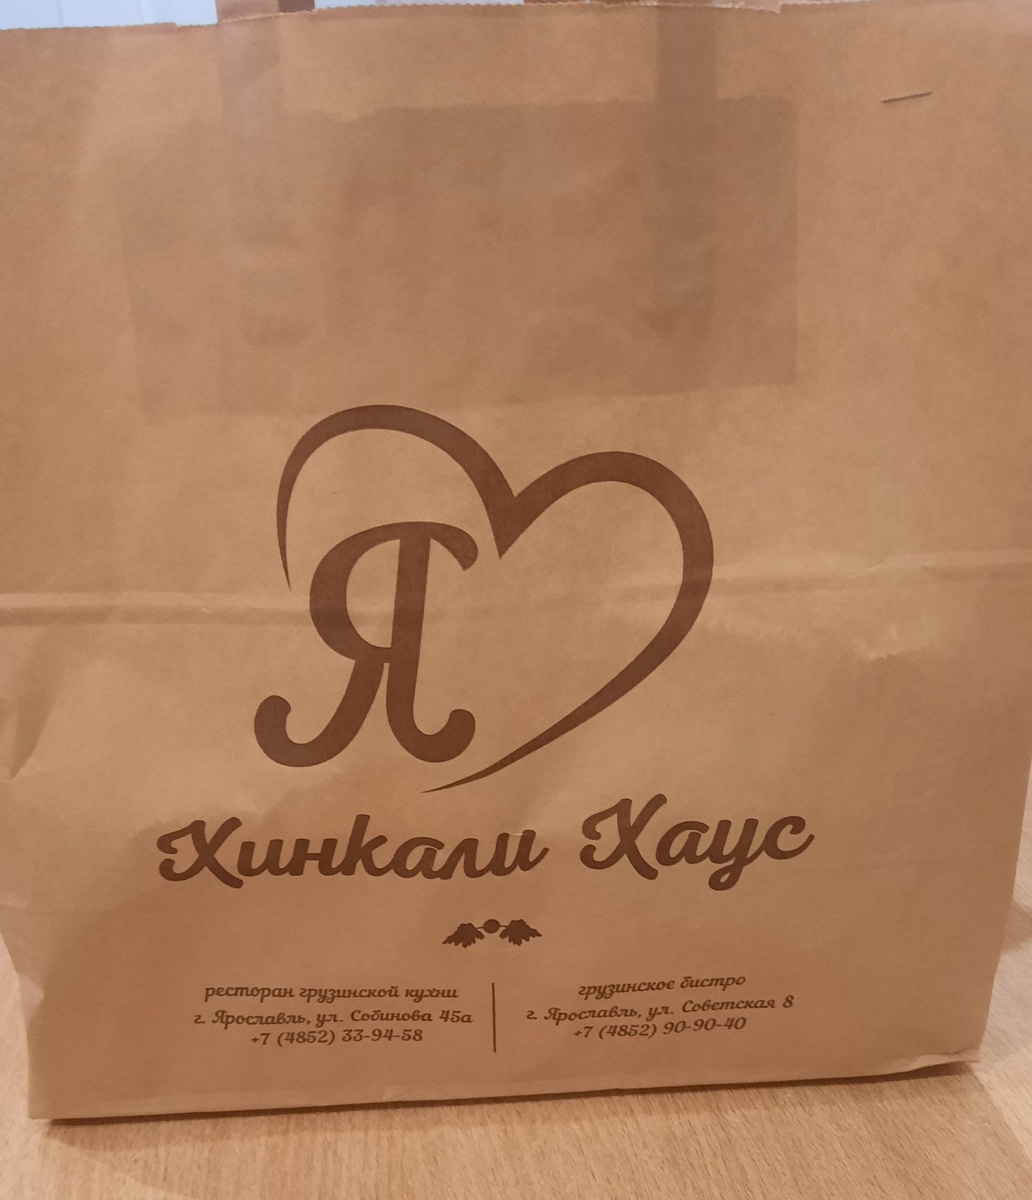 Я
Хинкали Хаус
ресторан грузинской кухни
г. Ярославль, ул. Собинова 45а
+7 (4852) 33-94-58
грузинское бистро
г. Ярославль, ул. Советская 8
+7 (4852) 90-90-40